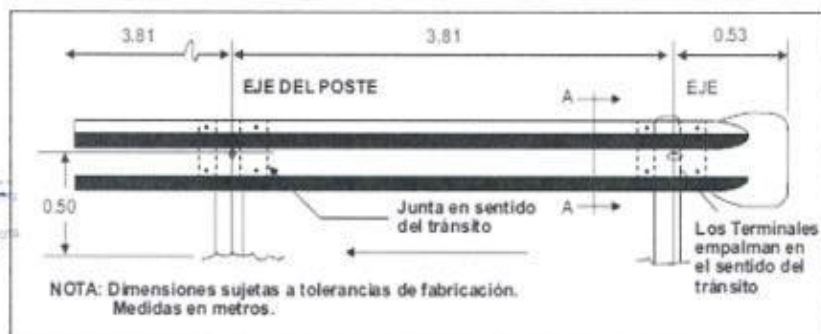 3.81
3.81
0.53
EJE DEL POSTE
A
EJE
0.50
Junta en sentido
del tránsito
A
Los Terminales
empalman en
el sentido del
tránsito
NOTA: Dimensiones sujetas a tolerancias de fabricación.
Medidas en metros.